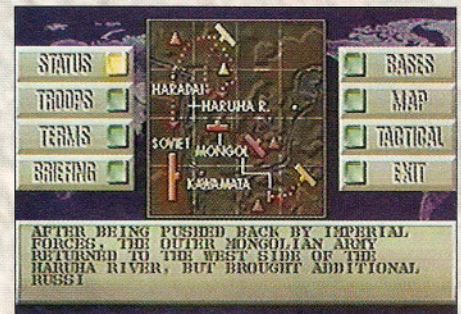 STATUS
TROOPS
TERMS
BRIEFING
HARADAI
HARUHA R.
SOVIET
MONGOL
KAWAMATA
BASES
MAP
TACTICAL
EXIT
AFTER BEING PUSHED BACK BY IMPERIAL
FORCES, THE OUTER MONGOLIAN ARMY
RETURNED TO THE WEST SIDE OF THE
HARUHA RIVER, BUT BROUGHT ADDITIONAL
RUSSI